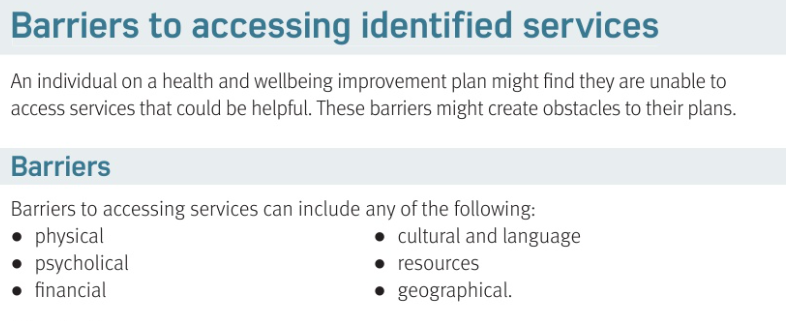 Barriers to accessing identified services
An individual on a health and wellbeing improvement plan might find they are unable to
access services that could be helpful. These barriers might create obstacles to their plans.
Barriers
Barriers to accessing services can include any of the following:
● physical
● psycholical
● financial
● cultural and language
● resources
● geographical.